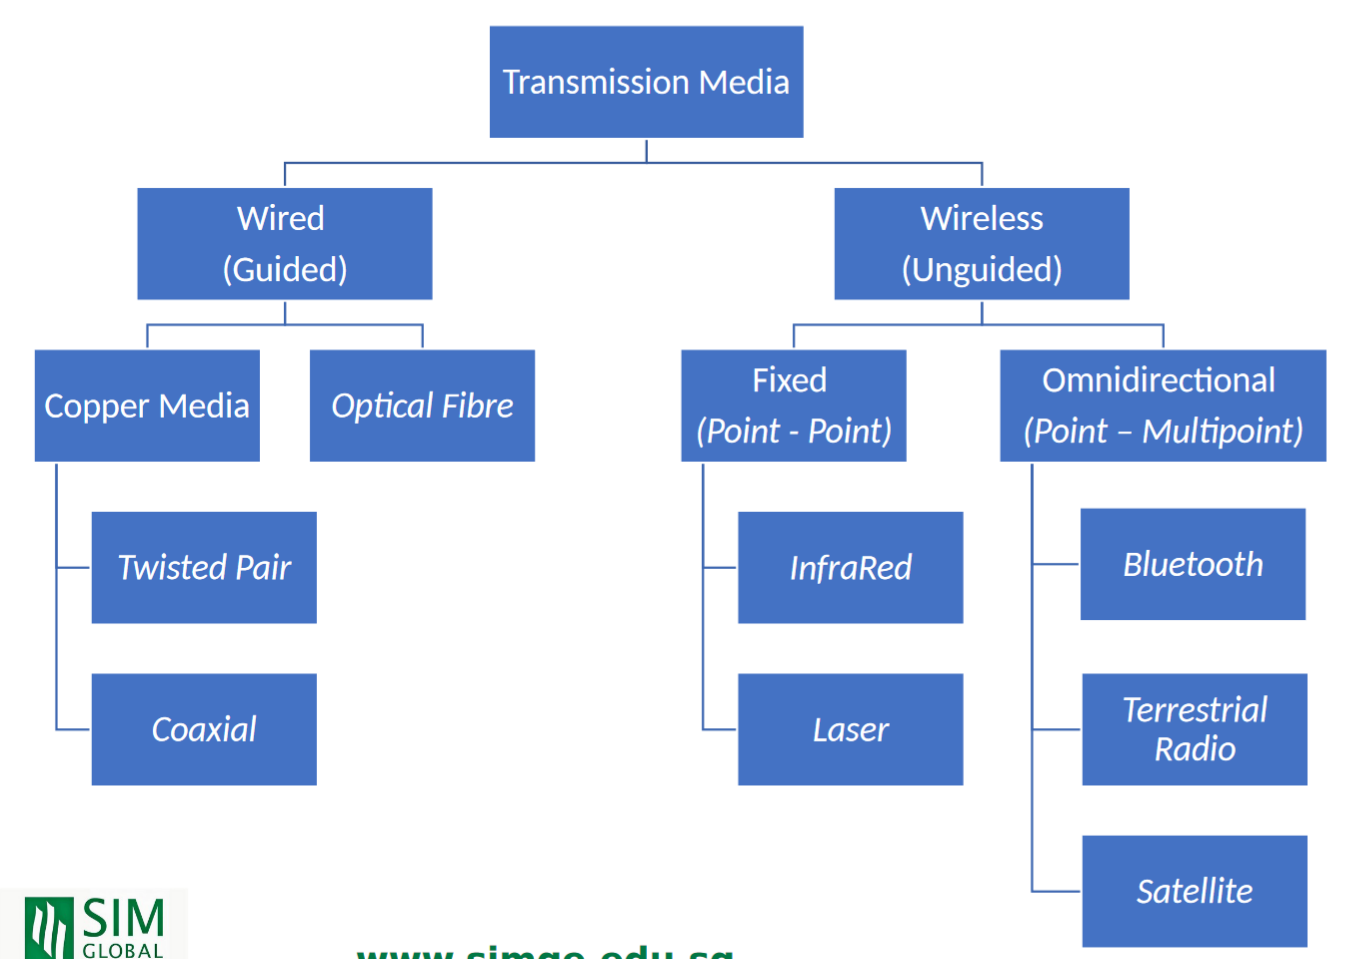 Transmission Media
Wired
(Guided)
Wireless
(Unguided)
Copper Media
Optical Fibre
Fixed
(Point - Point)
Omnidirectional
(Point – Multipoint)
Twisted Pair
InfraRed
Bluetooth
Coaxial
Laser
Terrestrial
Radio
Satellite
SIM
GLOBAL
www.simge.edu.sg